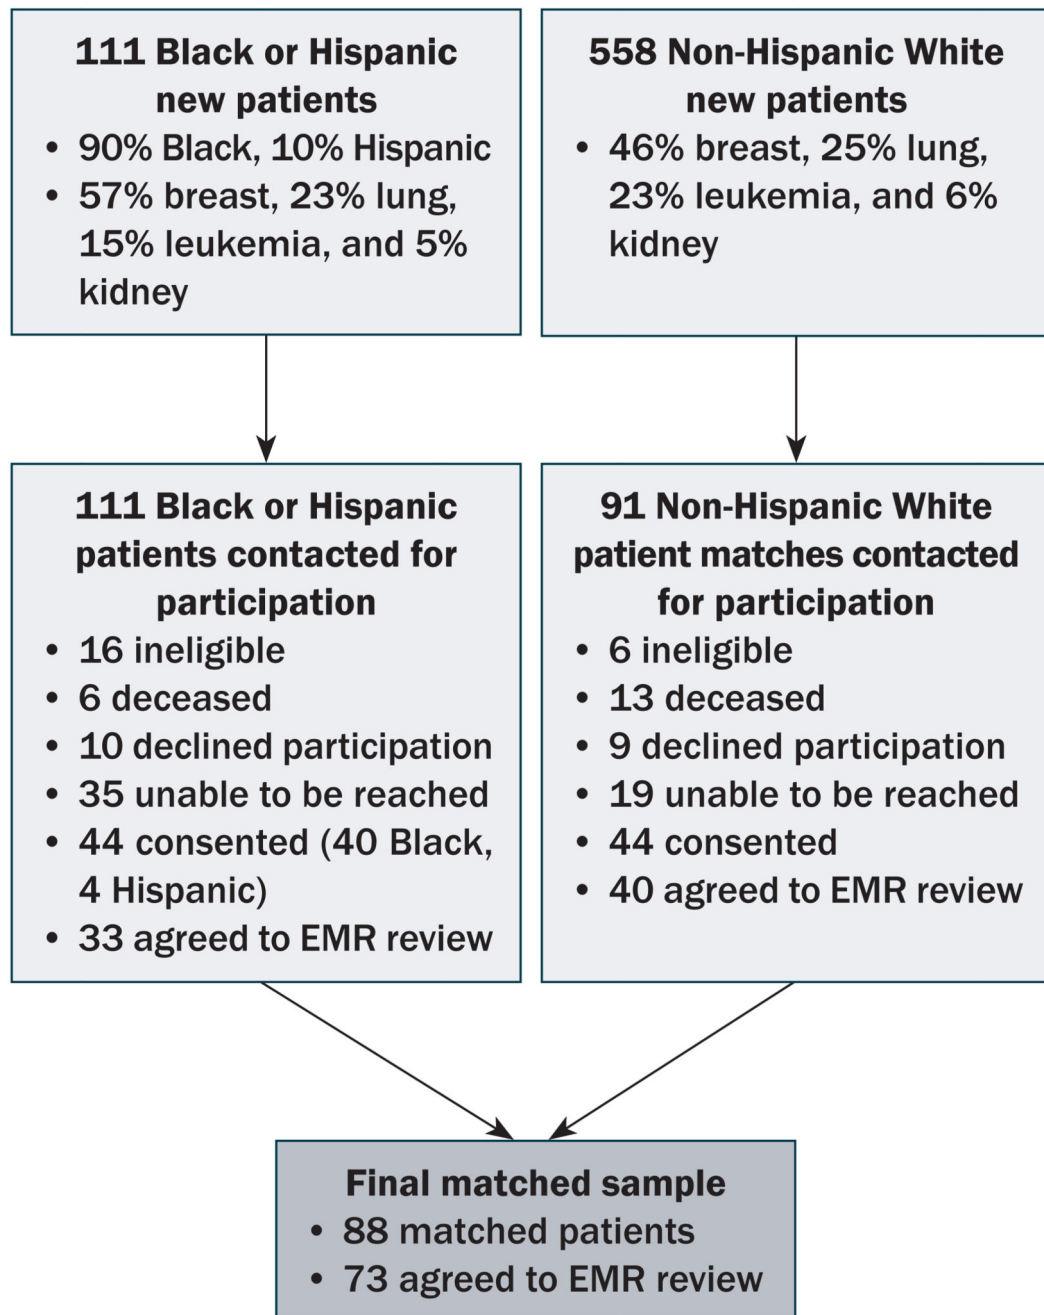 111 Black or Hispanic
new patients
• 90% Black, 10% Hispanic
• 57% breast, 23% lung,
15% leukemia, and 5%
kidney
558 Non-Hispanic White
new patients
• 46% breast, 25% lung,
23% leukemia, and 6%
kidney
111 Black or Hispanic
patients contacted for
participation
• 16 ineligible
• 6 deceased
• 10 declined participation
• 35 unable to be reached
• 44 consented (40 Black,
4 Hispanic)
• 33 agreed to EMR review
91 Non-Hispanic White
patient matches contacted
for participation
• 6 ineligible
• 13 deceased
• 9 declined participation
• 19 unable to be reached
• 44 consented
• 40 agreed to EMR review
Final matched sample
• 88 matched patients
• 73 agreed to EMR review